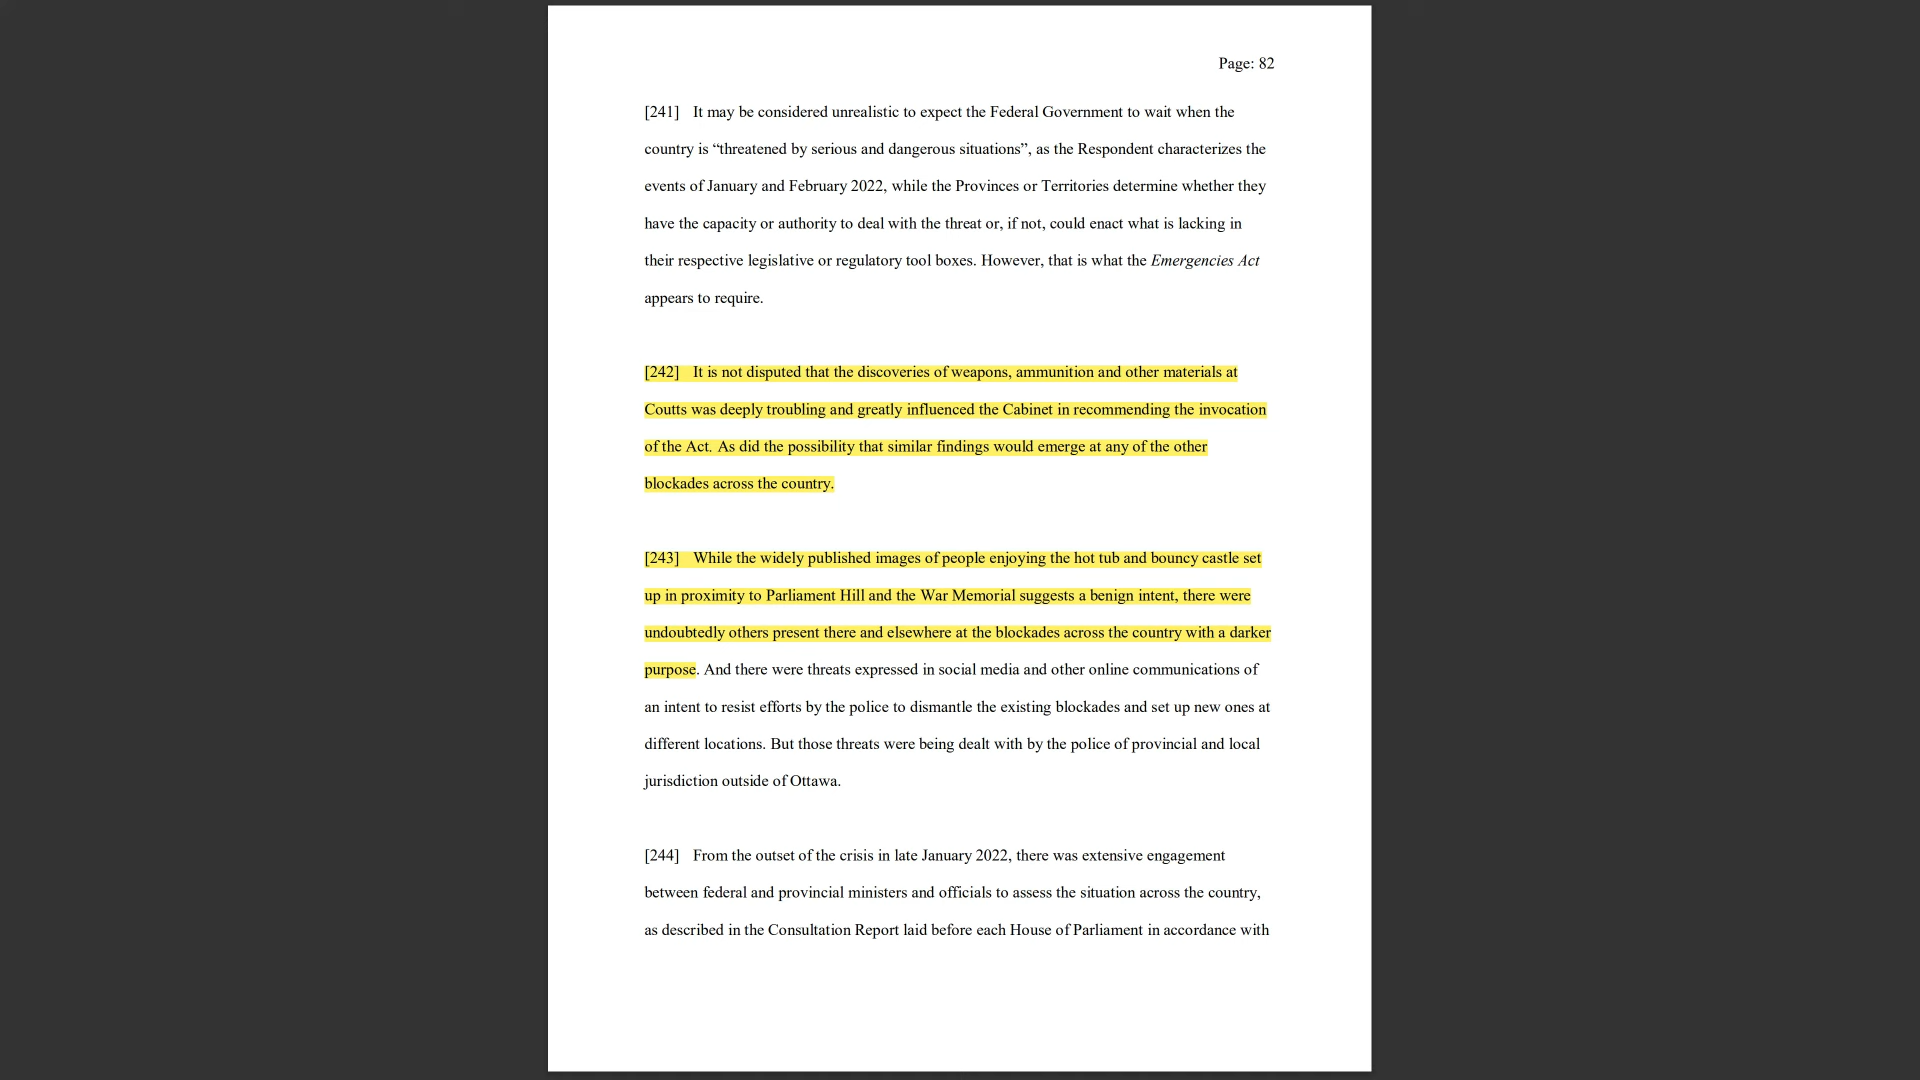 Page: 82
[241] It may be considered unrealistic to expect the Federal Government to wait when the
country is “threatened by serious and dangerous situations”, as the Respondent characterizes the
events of January and February 2022, while the Provinces or Territories determine whether they
have the capacity or authority to deal with the threat or, if not, could enact what is lacking in
their respective legislative or regulatory tool boxes. However, that is what the Emergencies Act
appears to require.
[242] It is not disputed that the discoveries of weapons, ammunition and other materials at
Coutts was deeply troubling and greatly influenced the Cabinet in recommending the invocation
of the Act. As did the possibility that similar findings would emerge at any of the other
blockades across the country.
[243] While the widely published images of people enjoying the hot tub and bouncy castle set
up in proximity to Parliament Hill and the War Memorial suggests a benign intent, there were
undoubtedly others present there and elsewhere at the blockades across the country with a darker
purpose. And there were threats expressed in social media and other online communications of
an intent to resist efforts by the police to dismantle the existing blockades and set up new ones at
different locations. But those threats were being dealt with by the police of provincial and local
jurisdiction outside of Ottawa.
[244] From the outset of the crisis in late January 2022, there was extensive engagement
between federal and provincial ministers and officials to assess the situation across the country,
as described in the Consultation Report laid before each House of Parliament in accordance with